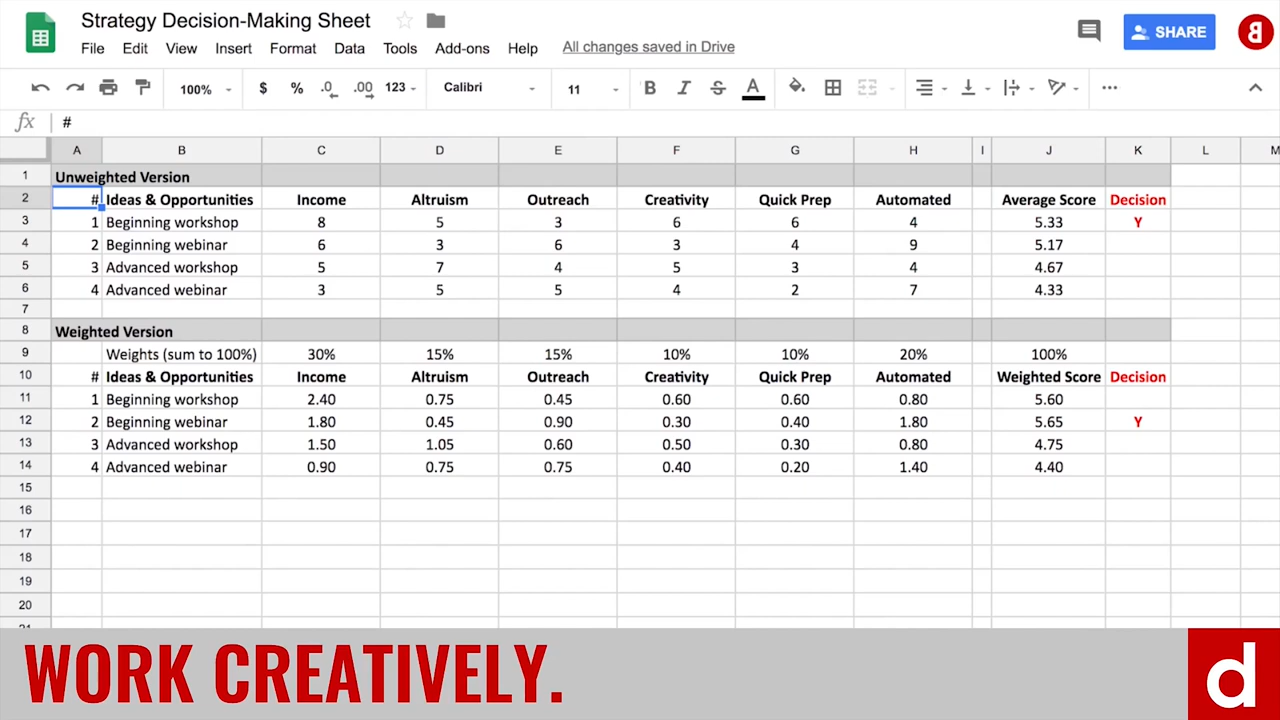 Strategy Decision-Making Sheet
File Edit View Insert Format Data Tools Add-ons Help All changes saved in Drive
SHARE
100% $ % .0 .00 123 Calibri 11 B I S A ...
fx #
A B C D E F G H I J K L M
1 Unweighted Version
2 # Ideas & Opportunities Income Altruism Outreach Creativity Quick Prep Automated Average Score Decision
3 1 Beginning workshop 8 5 3 6 6 4 5.33 Y
4 2 Beginning webinar 6 3 6 3 4 9 5.17
5 3 Advanced workshop 5 7 4 5 3 4 4.67
6 4 Advanced webinar 3 5 5 4 2 7 4.33
7
8 Weighted Version
9 Weights (sum to 100%) 30% 15% 15% 10% 10% 20% 100%
10 # Ideas & Opportunities Income Altruism Outreach Creativity Quick Prep Automated Weighted Score Decision
11 1 Beginning workshop 2.40 0.75 0.45 0.60 0.60 0.80 5.60
12 2 Beginning webinar 1.80 0.45 0.90 0.30 0.40 1.80 5.65 Y
13 3 Advanced workshop 1.50 1.05 0.60 0.50 0.30 0.80 4.75
14 4 Advanced webinar 0.90 0.75 0.75 0.40 0.20 1.40 4.40
15
16
17
18
19
20
21
WORK CREATIVELY.
d